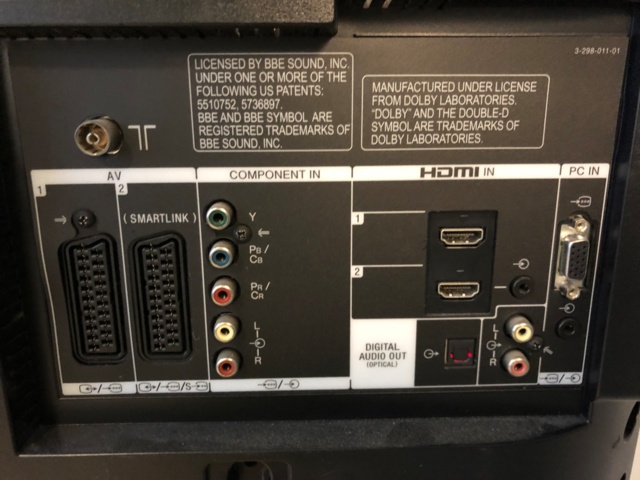 3-298-011-01
LICENSED BY BBE SOUND, INC.
UNDER ONE OR MORE OF THE
FOLLOWING US PATENTS:
5510752, 5736897.
BBE AND BBE SYMBOL ARE
REGISTERED TRADEMARKS OF
BBE SOUND, INC.
MANUFACTURED UNDER LICENSE
FROM DOLBY LABORATORIES.
"DOLBY" AND THE DOUBLE-D
SYMBOL ARE TRADEMARKS OF
DOLBY LABORATORIES.
AV
1
2
(SMARTLINK)
S
COMPONENT IN
Y
PB/
CB
PR/
CR
L
R
HDMI IN
1
2
DIGITAL
AUDIO OUT
(OPTICAL)
L
R
PC IN